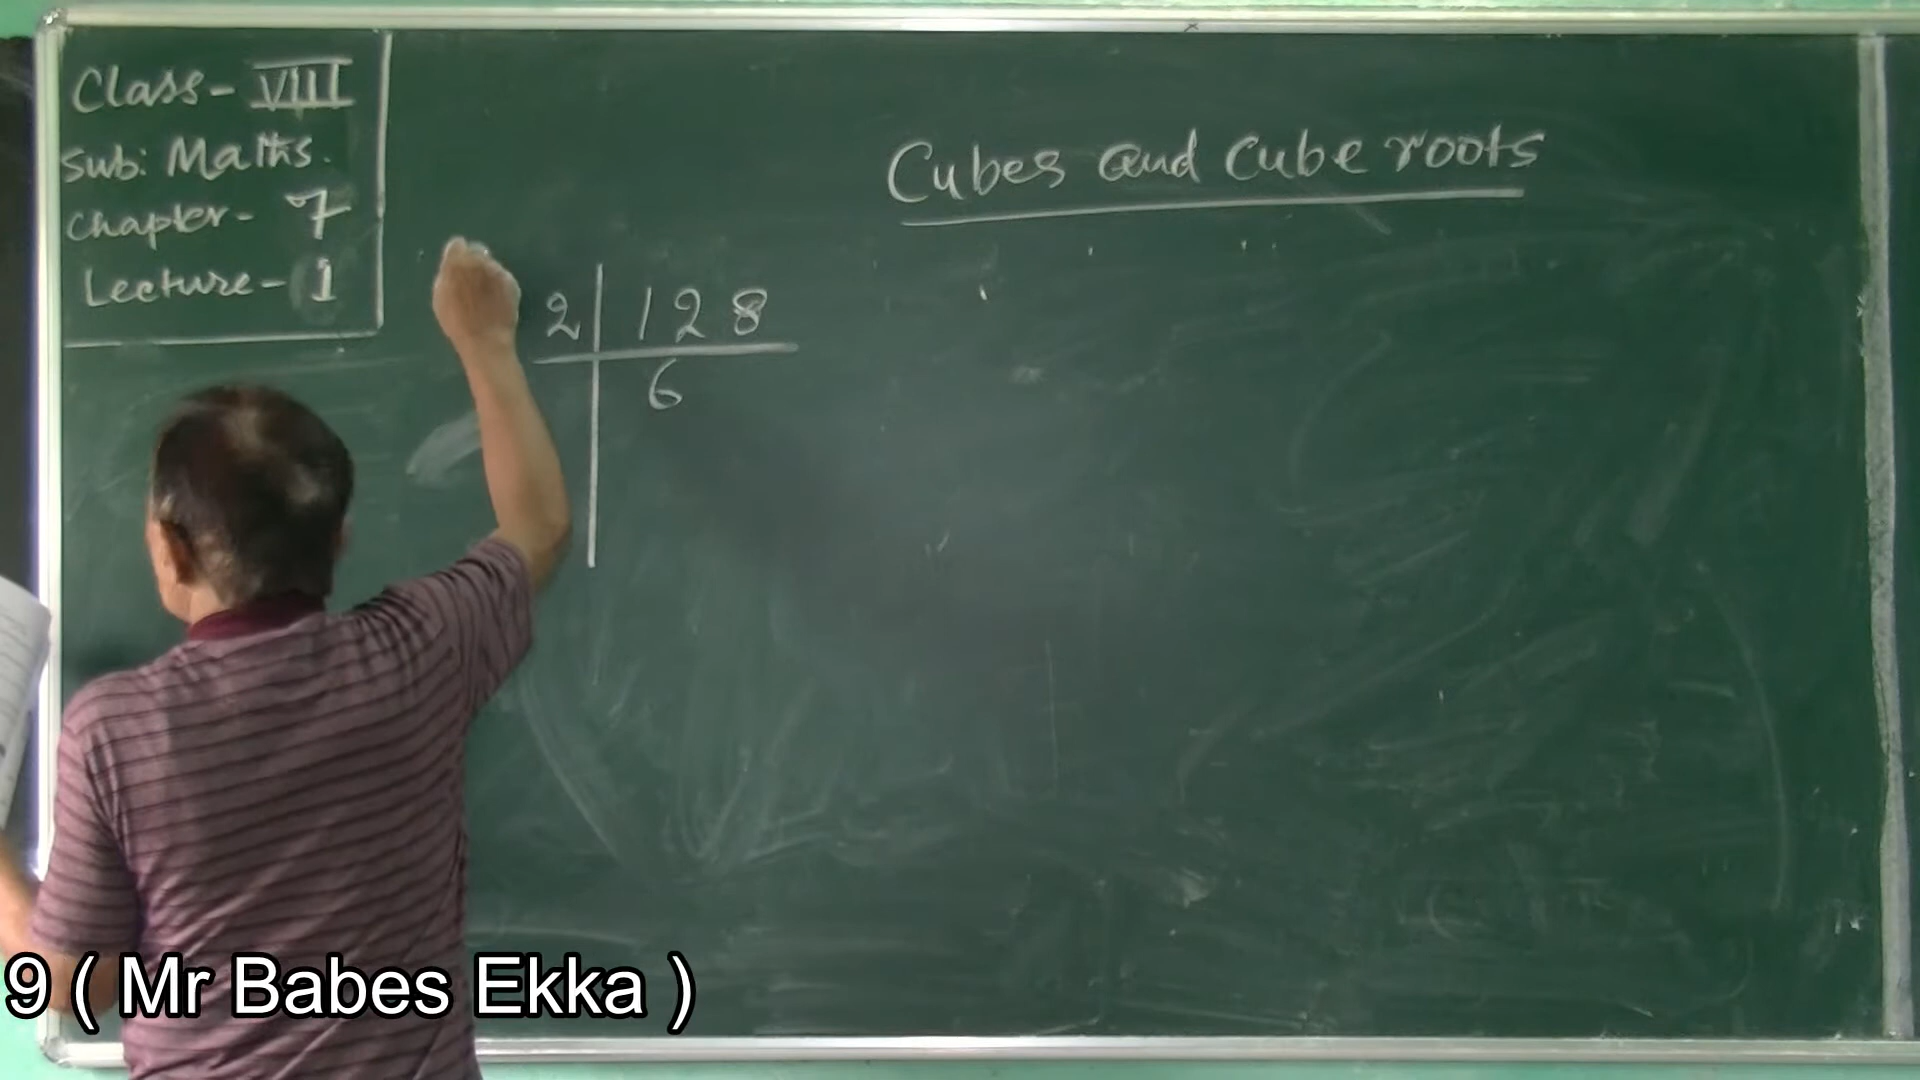 Class - VIII
Sub: Maths.
Chapter - 7
Lecture - 1
Cubes and Cube roots
2 128
6
9 ( Mr Babes Ekka )